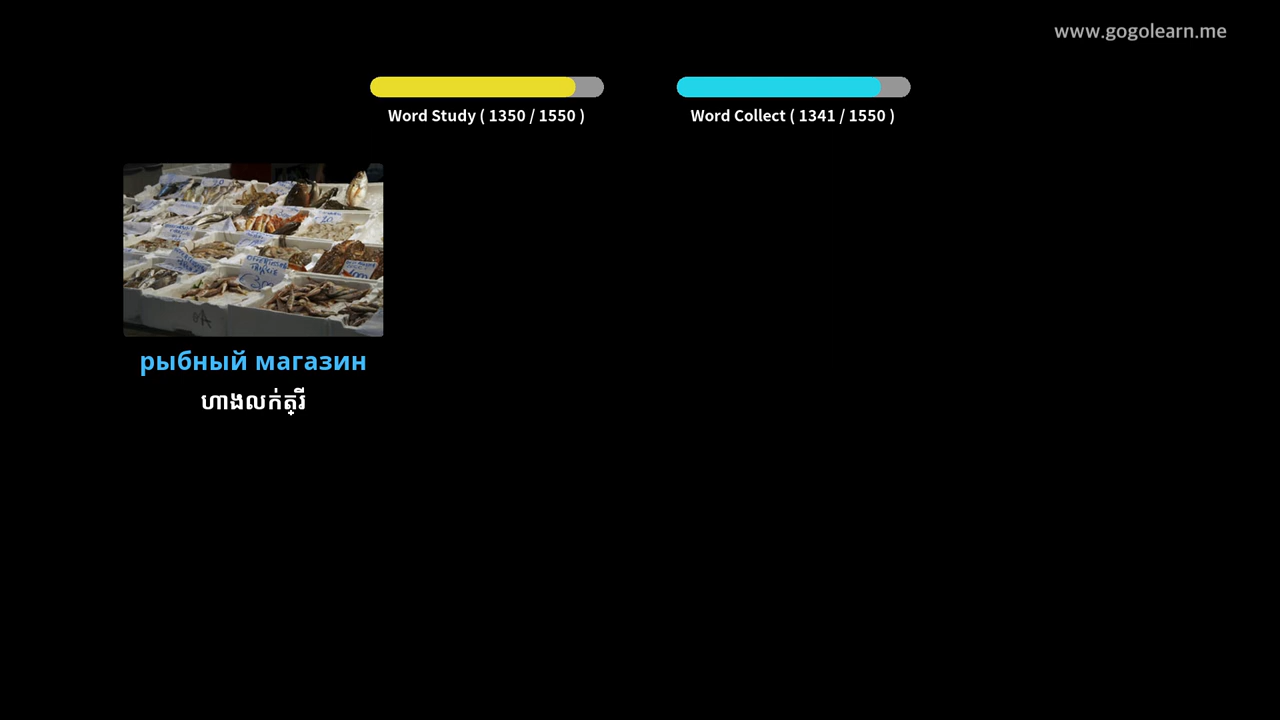 www.gogolearn.me
Word Study ( 1350 / 1550 )
Word Collect ( 1341 / 1550 )
рыбный магазин
ហាងលក់ត្រី